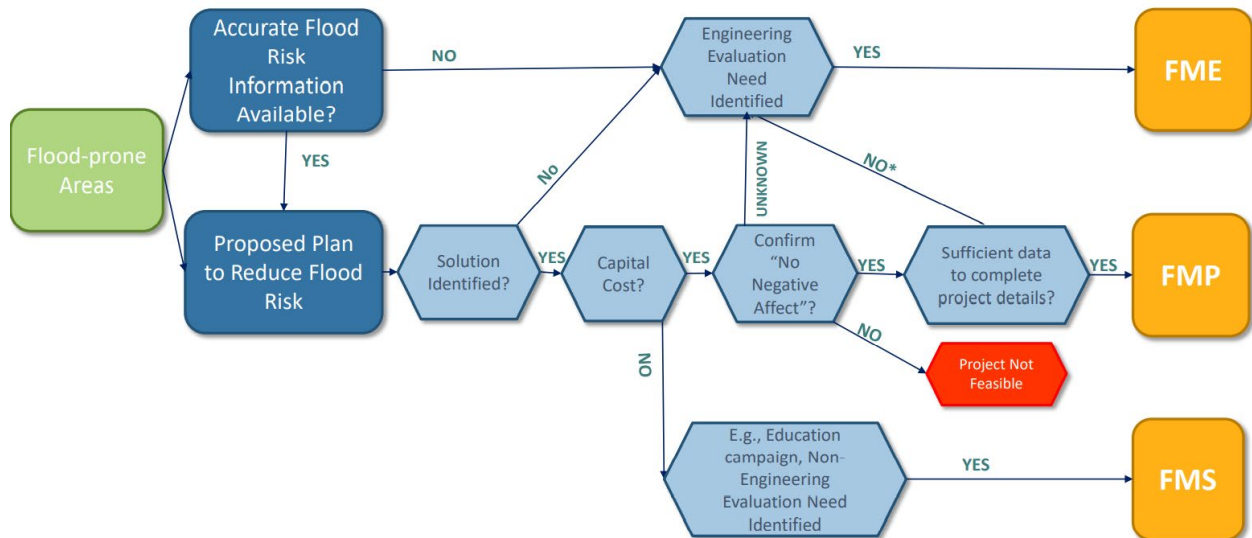 Accurate Flood
Risk
Information
Available?
NO
Engineering
Evaluation
Need
Identified
YES
FME
Flood-prone
Areas
YES
No
UNKNOWN
NO*
Proposed Plan
to Reduce Flood
Risk
Solution
Identified?
YES
Capital
Cost?
YES
Confirm
“No
Negative
Affect”?
YES
Sufficient data
to complete
project details?
YES
FMP
NO
NO
Project Not
Feasible
E.g., Education
campaign, Non-
Engineering
Evaluation Need
Identified
YES
FMS